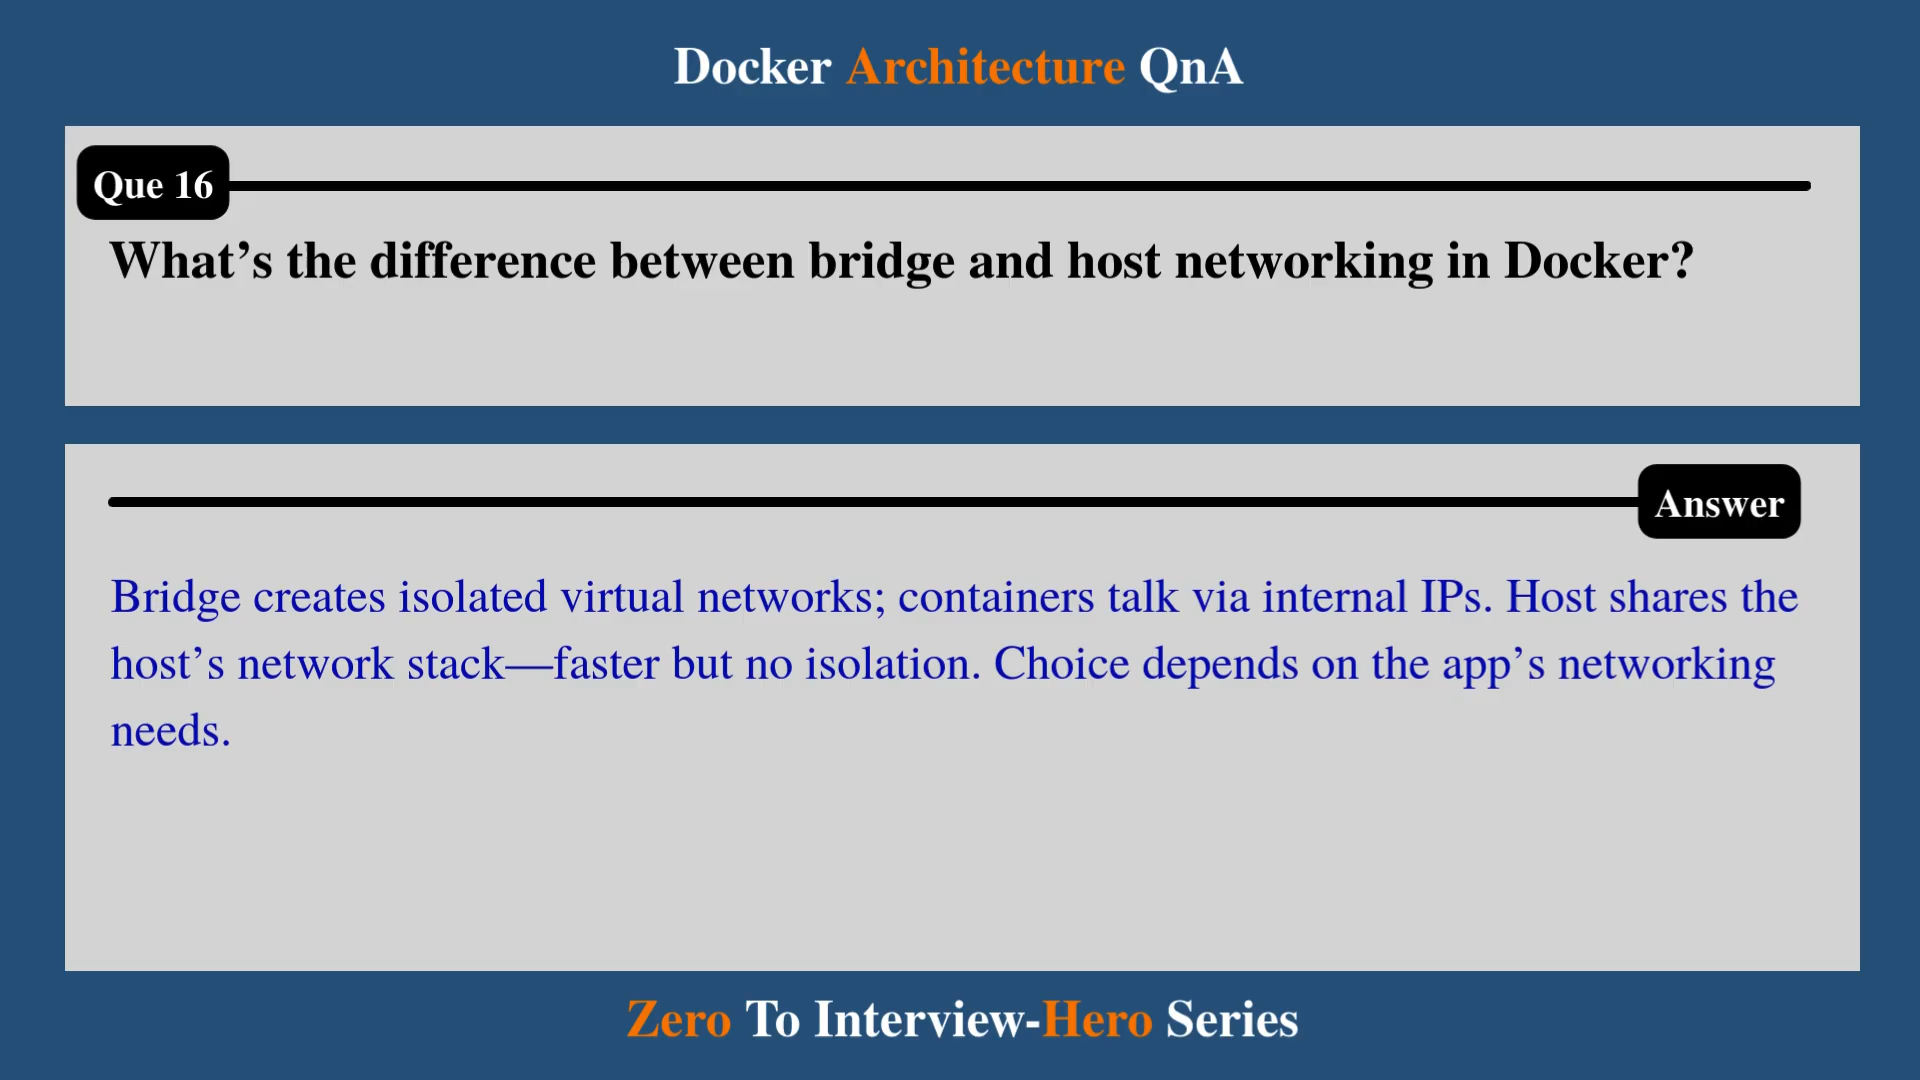 Docker Architecture QnA
Que 16
What’s the difference between bridge and host networking in Docker?
Answer
Bridge creates isolated virtual networks; containers talk via internal IPs. Host shares the
host’s network stack—faster but no isolation. Choice depends on the app’s networking
needs.
Zero To Interview-Hero Series